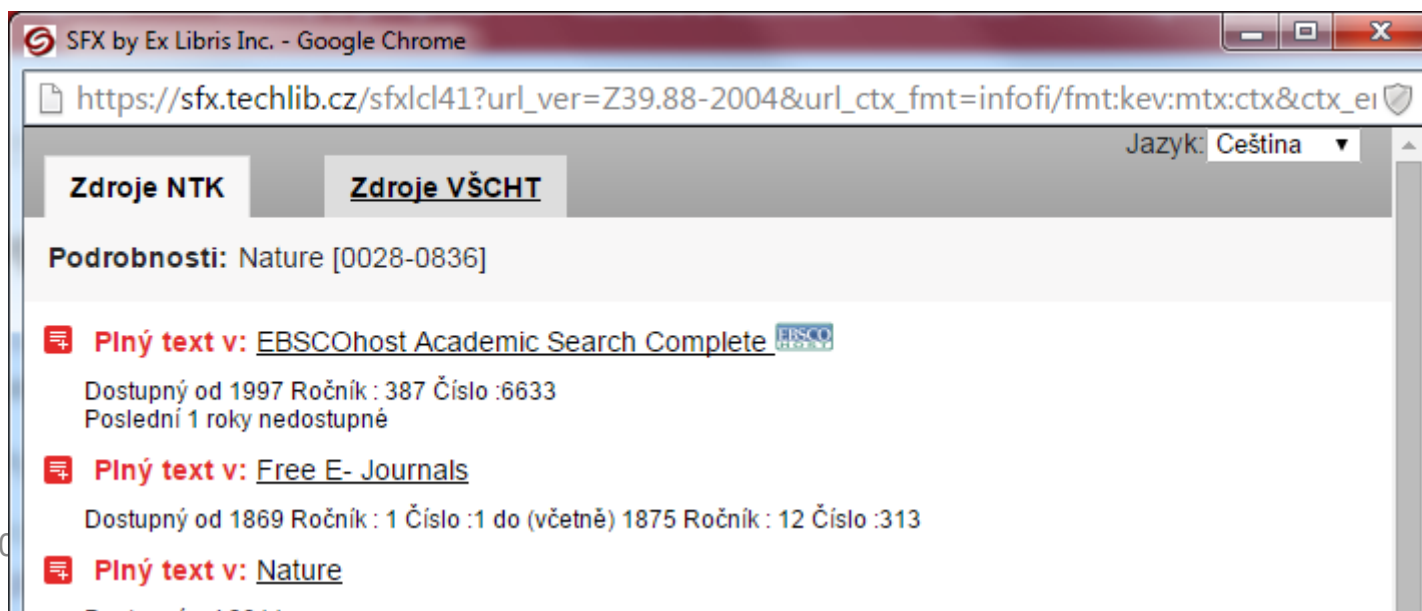 SFX by Ex Libris Inc. - Google Chrome
https://sfx.techlib.cz/sfxlcl41?url_ver=Z39.88-2004&url_ctx_fmt=infofi/fmt:kev:mtx:ctx&ctx_e
Jazyk: Ceština
Zdroje NTK Zdroje VŠCHT
Podrobnosti: Nature [0028-0836]
Plný text v: EBSCOhost Academic Search Complete EBSCO HOST
Dostupný od 1997 Ročník : 387 Číslo :6633
Poslední 1 roky nedostupné
Plný text v: Free E- Journals
Dostupný od 1869 Ročník : 1 Číslo :1 do (včetně) 1875 Ročník : 12 Číslo :313
Plný text v: Nature